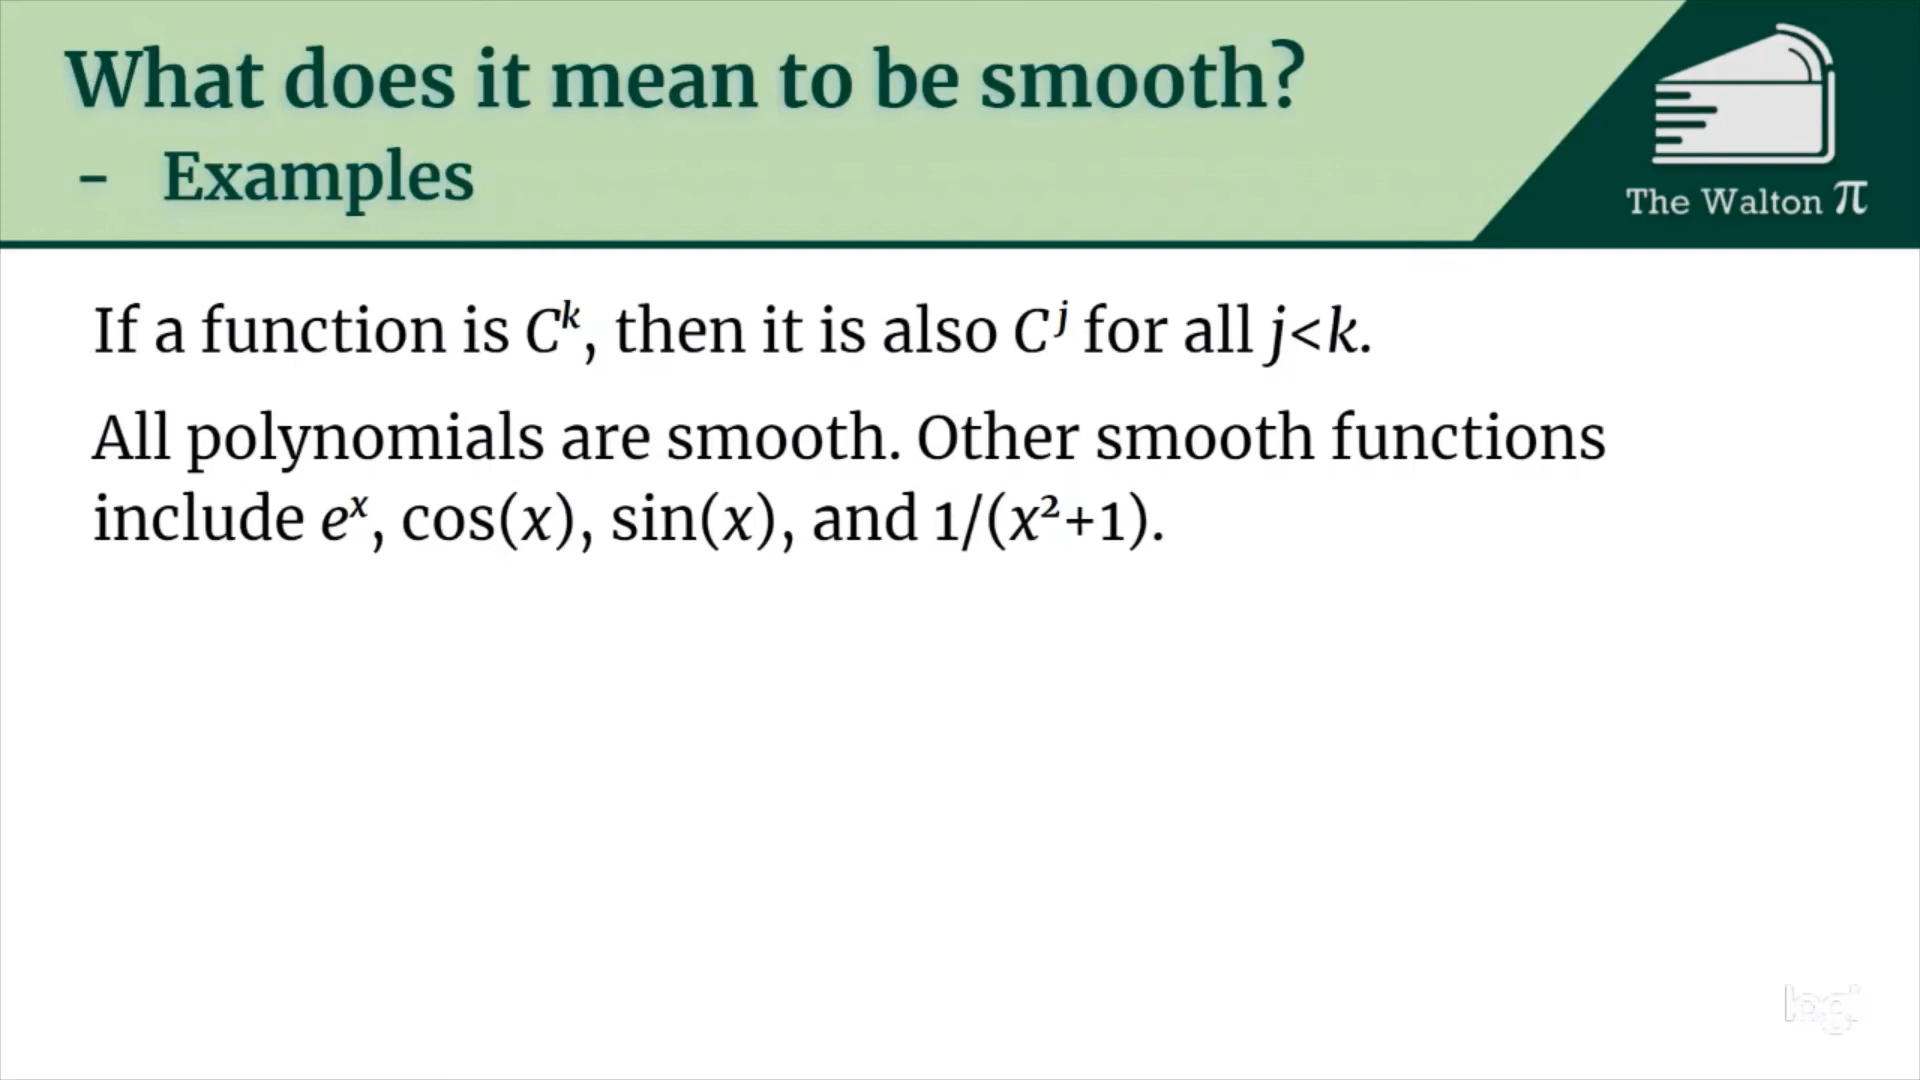 What does it mean to be smooth?
- Examples
The Walton π
If a function is Cᵏ, then it is also Cʲ for all j<k.
All polynomials are smooth. Other smooth functions
include eˣ, cos(x), sin(x), and 1/(x²+1).
logi